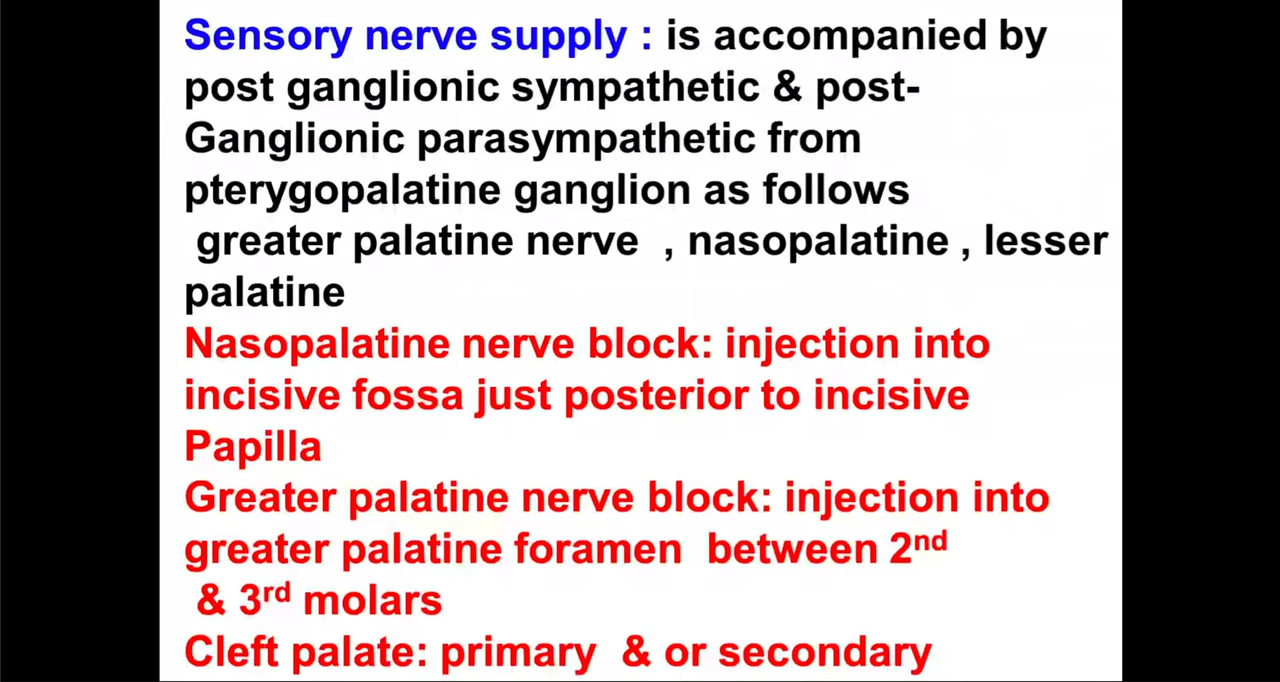 Sensory nerve supply : is accompanied by
post ganglionic sympathetic & post-
Ganglionic parasympathetic from
pterygopalatine ganglion as follows
greater palatine nerve , nasopalatine , lesser
palatine
Nasopalatine nerve block: injection into
incisive fossa just posterior to incisive
Papilla
Greater palatine nerve block: injection into
greater palatine foramen between 2nd
& 3rd molars
Cleft palate: primary & or secondary